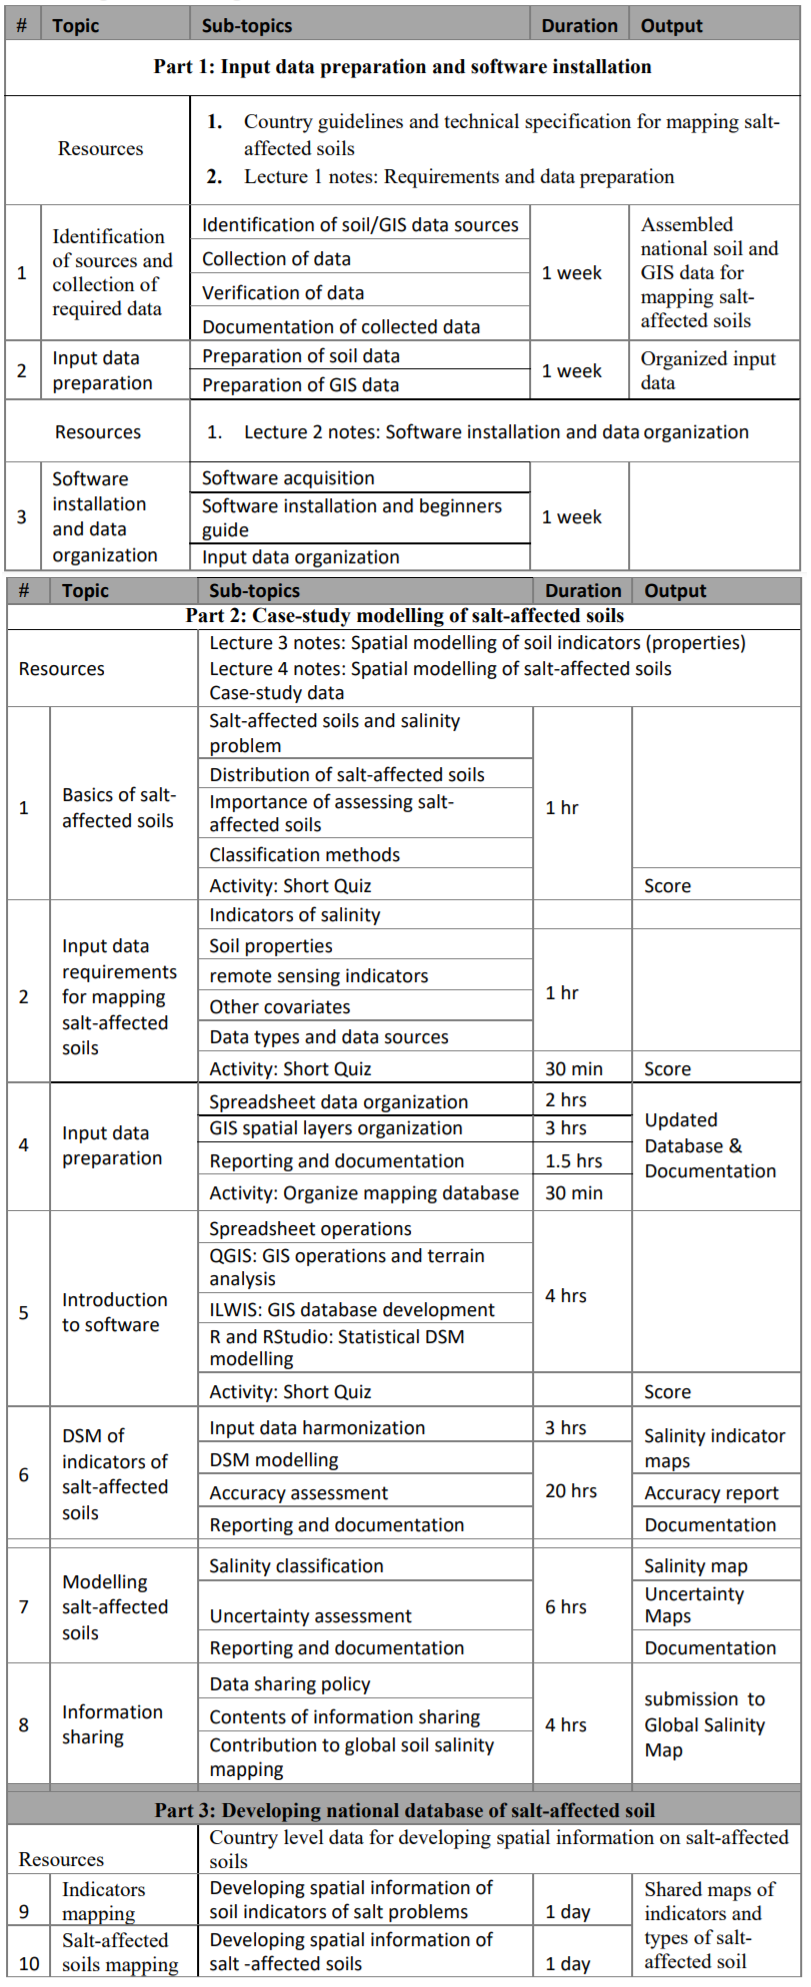 # Topic Sub-topics Duration Output
Part 1: Input data preparation and software installation
Resources
1. Country guidelines and technical specification for mapping salt-
affected soils
2. Lecture 1 notes: Requirements and data preparation
1
Identification
of sources and
collection of
required data
Identification of soil/GIS data sources
Collection of data
Verification of data
Documentation of collected data
1 week
Assembled
national soil and
GIS data for
mapping salt-
affected soils
2
Input data
preparation
Preparation of soil data
Preparation of GIS data
1 week
Organized input
data
Resources
1. Lecture 2 notes: Software installation and data organization
3
Software
installation
and data
organization
Software acquisition
Software installation and beginners
guide
Input data organization
1 week
# Topic Sub-topics Duration Output
Part 2: Case-study modelling of salt-affected soils
Resources
Lecture 3 notes: Spatial modelling of soil indicators (properties)
Lecture 4 notes: Spatial modelling of salt-affected soils
Case-study data
1
Basics of salt-
affected soils
Salt-affected soils and salinity
problem
Distribution of salt-affected soils
Importance of assessing salt-
affected soils
Classification methods
1 hr
Activity: Short Quiz
Score
2
Input data
requirements
for mapping
salt-affected
soils
Indicators of salinity
Soil properties
remote sensing indicators
Other covariates
Data types and data sources
1 hr
Activity: Short Quiz
30 min
Score
4
Input data
preparation
Spreadsheet data organization
2 hrs
GIS spatial layers organization
3 hrs
Reporting and documentation
1.5 hrs
Activity: Organize mapping database
30 min
Updated
Database &
Documentation
5
Introduction
to software
Spreadsheet operations
QGIS: GIS operations and terrain
analysis
ILWIS: GIS database development
R and RStudio: Statistical DSM
modelling
4 hrs
Activity: Short Quiz
Score
6
DSM of
indicators of
salt-affected
soils
Input data harmonization
3 hrs
DSM modelling
Accuracy assessment
Reporting and documentation
20 hrs
Salinity indicator
maps
Accuracy report
Documentation
7
Modelling
salt-affected
soils
Salinity classification
Uncertainty assessment
Reporting and documentation
6 hrs
Salinity map
Uncertainty
Maps
Documentation
8
Information
sharing
Data sharing policy
Contents of information sharing
Contribution to global soil salinity
mapping
4 hrs
submission to
Global Salinity
Map
Part 3: Developing national database of salt-affected soil
Resources
Country level data for developing spatial information on salt-affected
soils
9
Indicators
mapping
Developing spatial information of
soil indicators of salt problems
1 day
10
Salt-affected
soils mapping
Developing spatial information of
salt -affected soils
1 day
Shared maps of
indicators and
types of salt-
affected soil